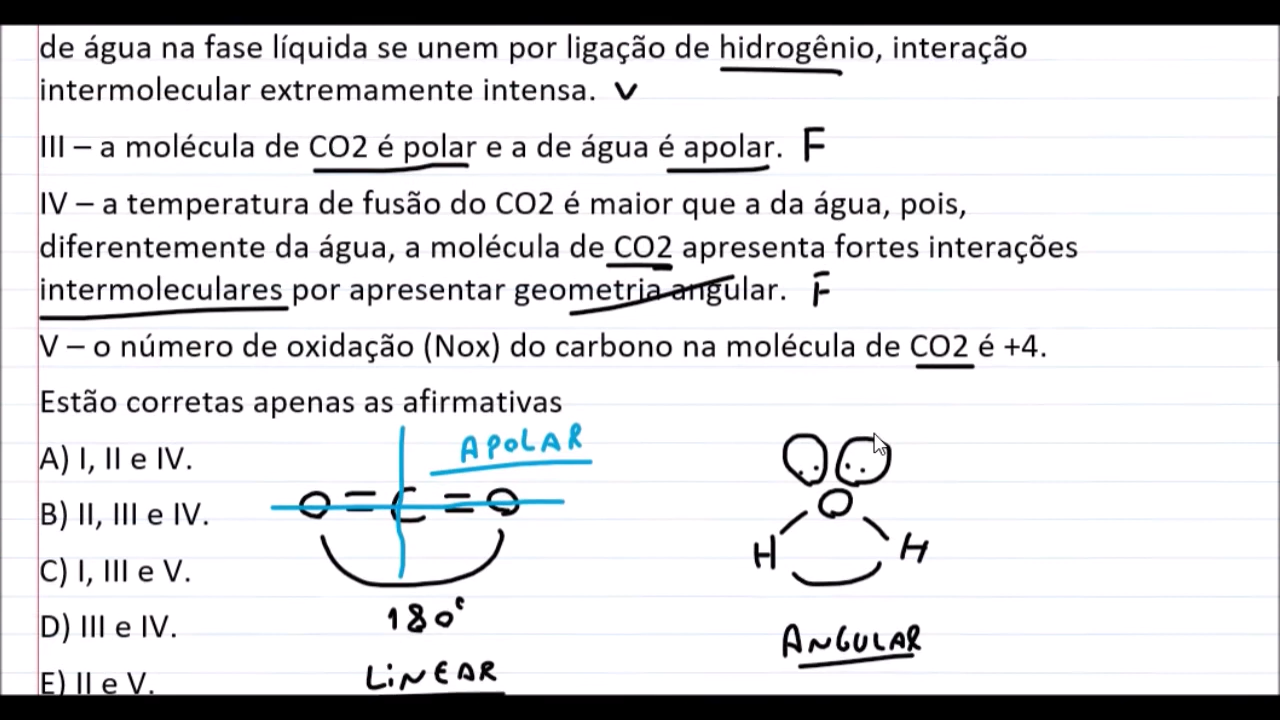 de água na fase líquida se unem por ligação de hidrogênio, interação
intermolecular extremamente intensa. V
III – a molécula de CO2 é polar e a de água é apolar. F
IV – a temperatura de fusão do CO2 é maior que a da água, pois,
diferentemente da água, a molécula de CO2 apresenta fortes interações
intermoleculares por apresentar geometria angular. F
V – o número de oxidação (Nox) do carbono na molécula de CO2 é +4.
Estão corretas apenas as afirmativas
APOLAR
A) I, II e IV.
O = C = O
O
B) II, III e IV.
H H
C) I, III e V.
180°
D) III e IV.
ANGULAR
LINEAR
E) II e V.